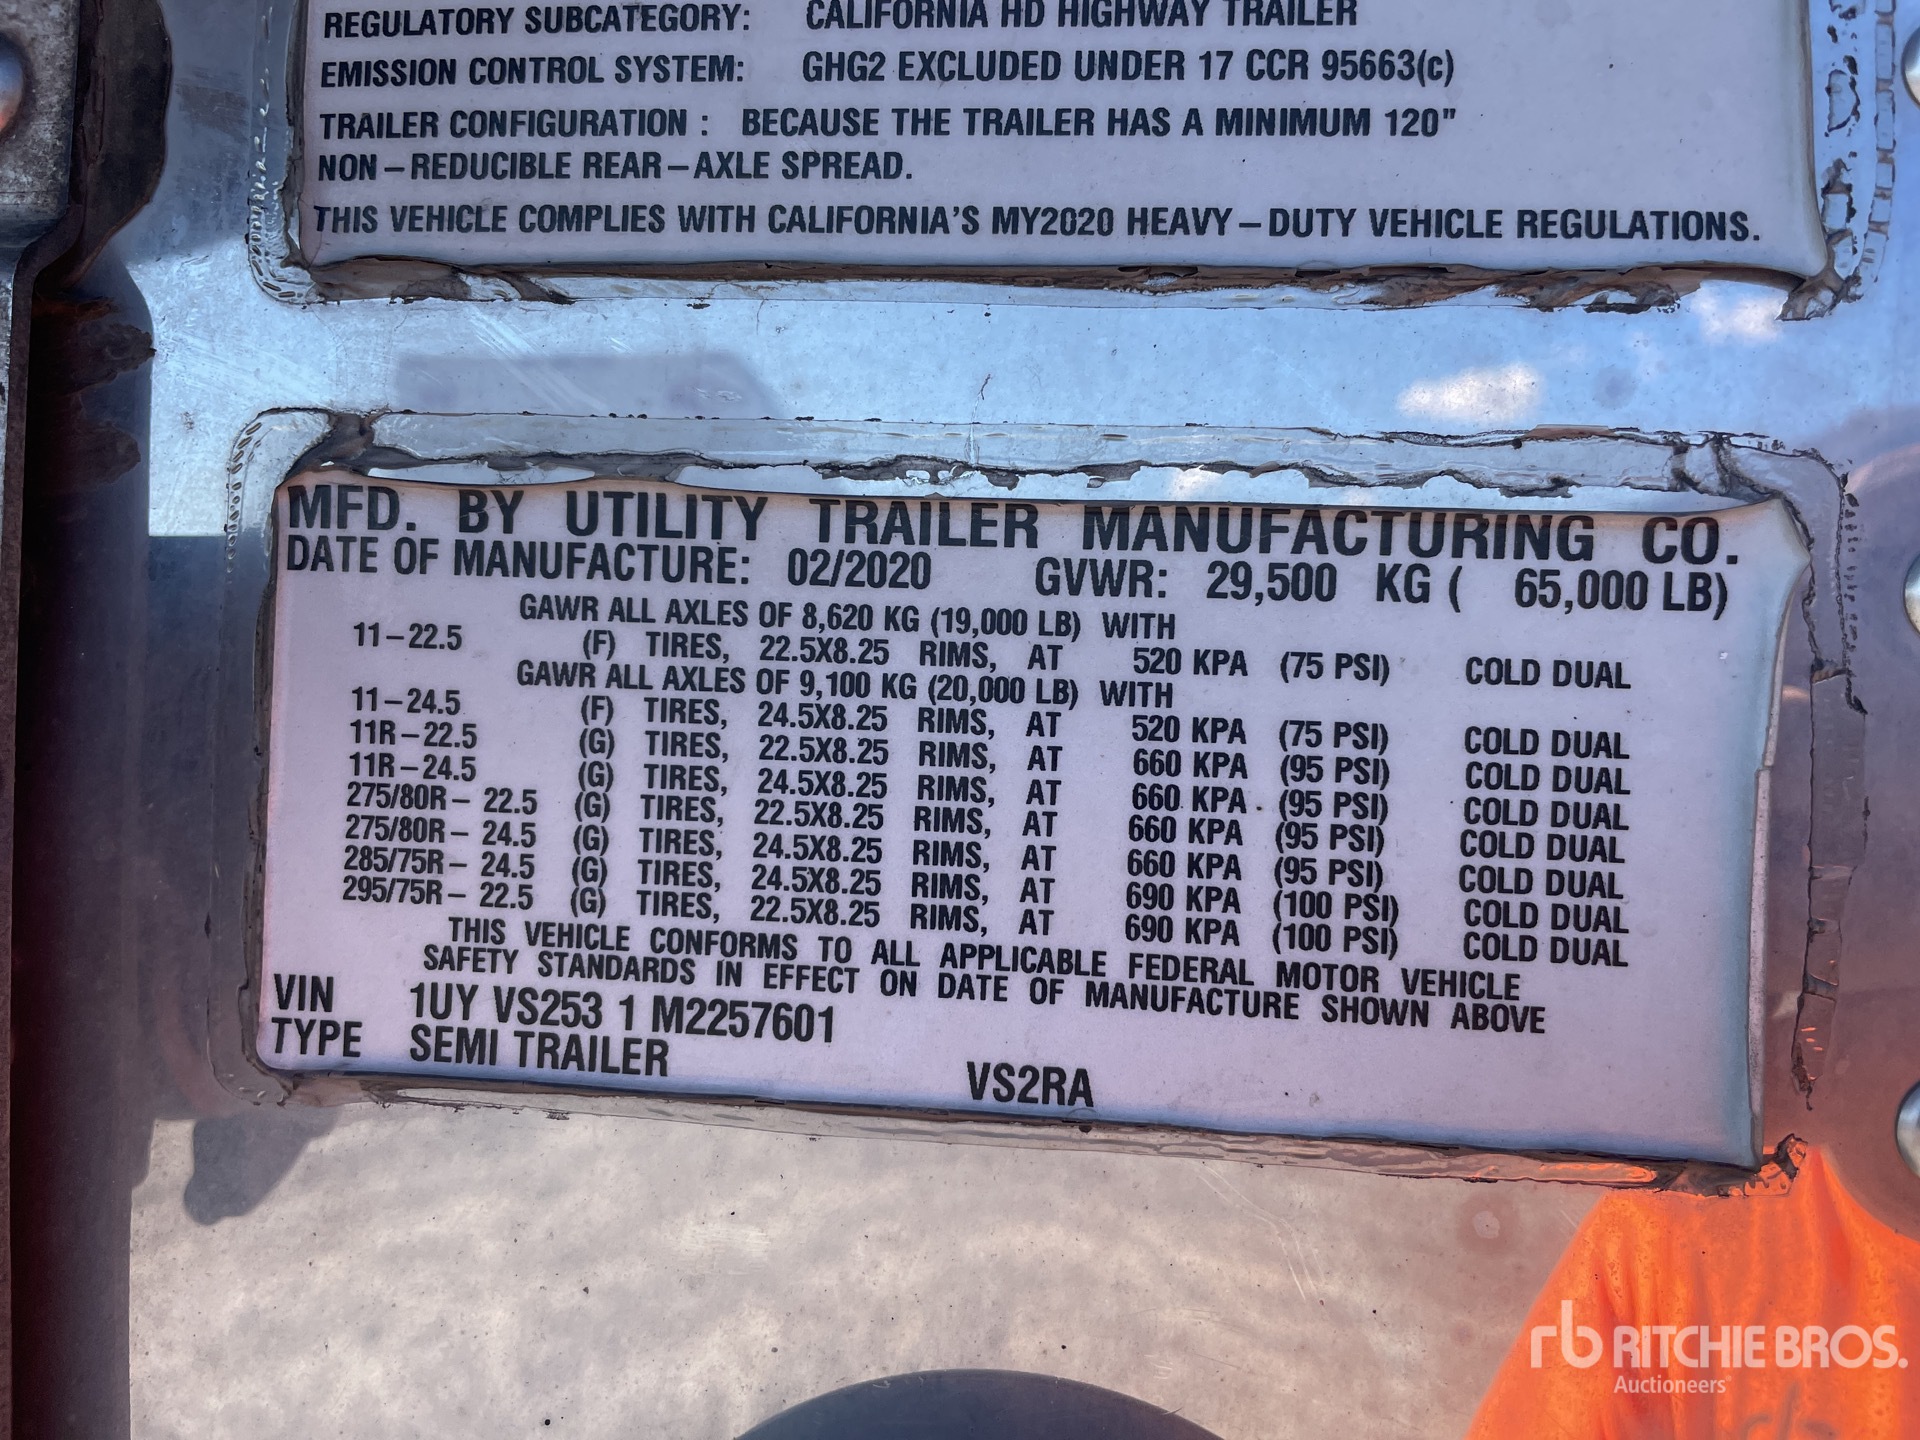 REGULATORY SUBCATEGORY: CALIFORNIA HD HIGHWAY TRAILER
EMISSION CONTROL SYSTEM: GHG2 EXCLUDED UNDER 17 CCR 95663(c)
TRAILER CONFIGURATION : BECAUSE THE TRAILER HAS A MINIMUM 120"
NON-REDUCIBLE REAR-AXLE SPREAD.
THIS VEHICLE COMPLIES WITH CALIFORNIA'S MY2020 HEAVY-DUTY VEHICLE REGULATIONS.
MFD. BY UTILITY TRAILER MANUFACTURING CO.
DATE OF MANUFACTURE: 02/2020 GVWR: 29,500 KG ( 65,000 LB)
GAWR ALL AXLES OF 8,620 KG (19,000 LB) WITH
11-22.5 (F) TIRES, 22.5X8.25 RIMS, AT 520 KPA (75 PSI) COLD DUAL
GAWR ALL AXLES OF 9,100 KG (20,000 LB) WITH
11-24.5 (F) TIRES, 24.5X8.25 RIMS, AT 520 KPA (75 PSI) COLD DUAL
11R-22.5 (G) TIRES, 22.5X8.25 RIMS, AT 660 KPA (95 PSI) COLD DUAL
11R-24.5 (G) TIRES, 24.5X8.25 RIMS, AT 660 KPA (95 PSI) COLD DUAL
275/80R- 22.5 (G) TIRES, 22.5X8.25 RIMS, AT 660 KPA (95 PSI) COLD DUAL
275/80R- 24.5 (G) TIRES, 24.5X8.25 RIMS, AT 660 KPA (95 PSI) COLD DUAL
285/75R- 24.5 (G) TIRES, 24.5X8.25 RIMS, AT 690 KPA (100 PSI) COLD DUAL
295/75R- 22.5 (G) TIRES, 22.5X8.25 RIMS, AT 690 KPA (100 PSI) COLD DUAL
THIS VEHICLE CONFORMS TO ALL APPLICABLE FEDERAL MOTOR VEHICLE
SAFETY STANDARDS IN EFFECT ON DATE OF MANUFACTURE SHOWN ABOVE
VIN 1UY VS253 1 M2257601
TYPE SEMI TRAILER
VS2RA
rb RITCHIE BROS.
Auctioneers